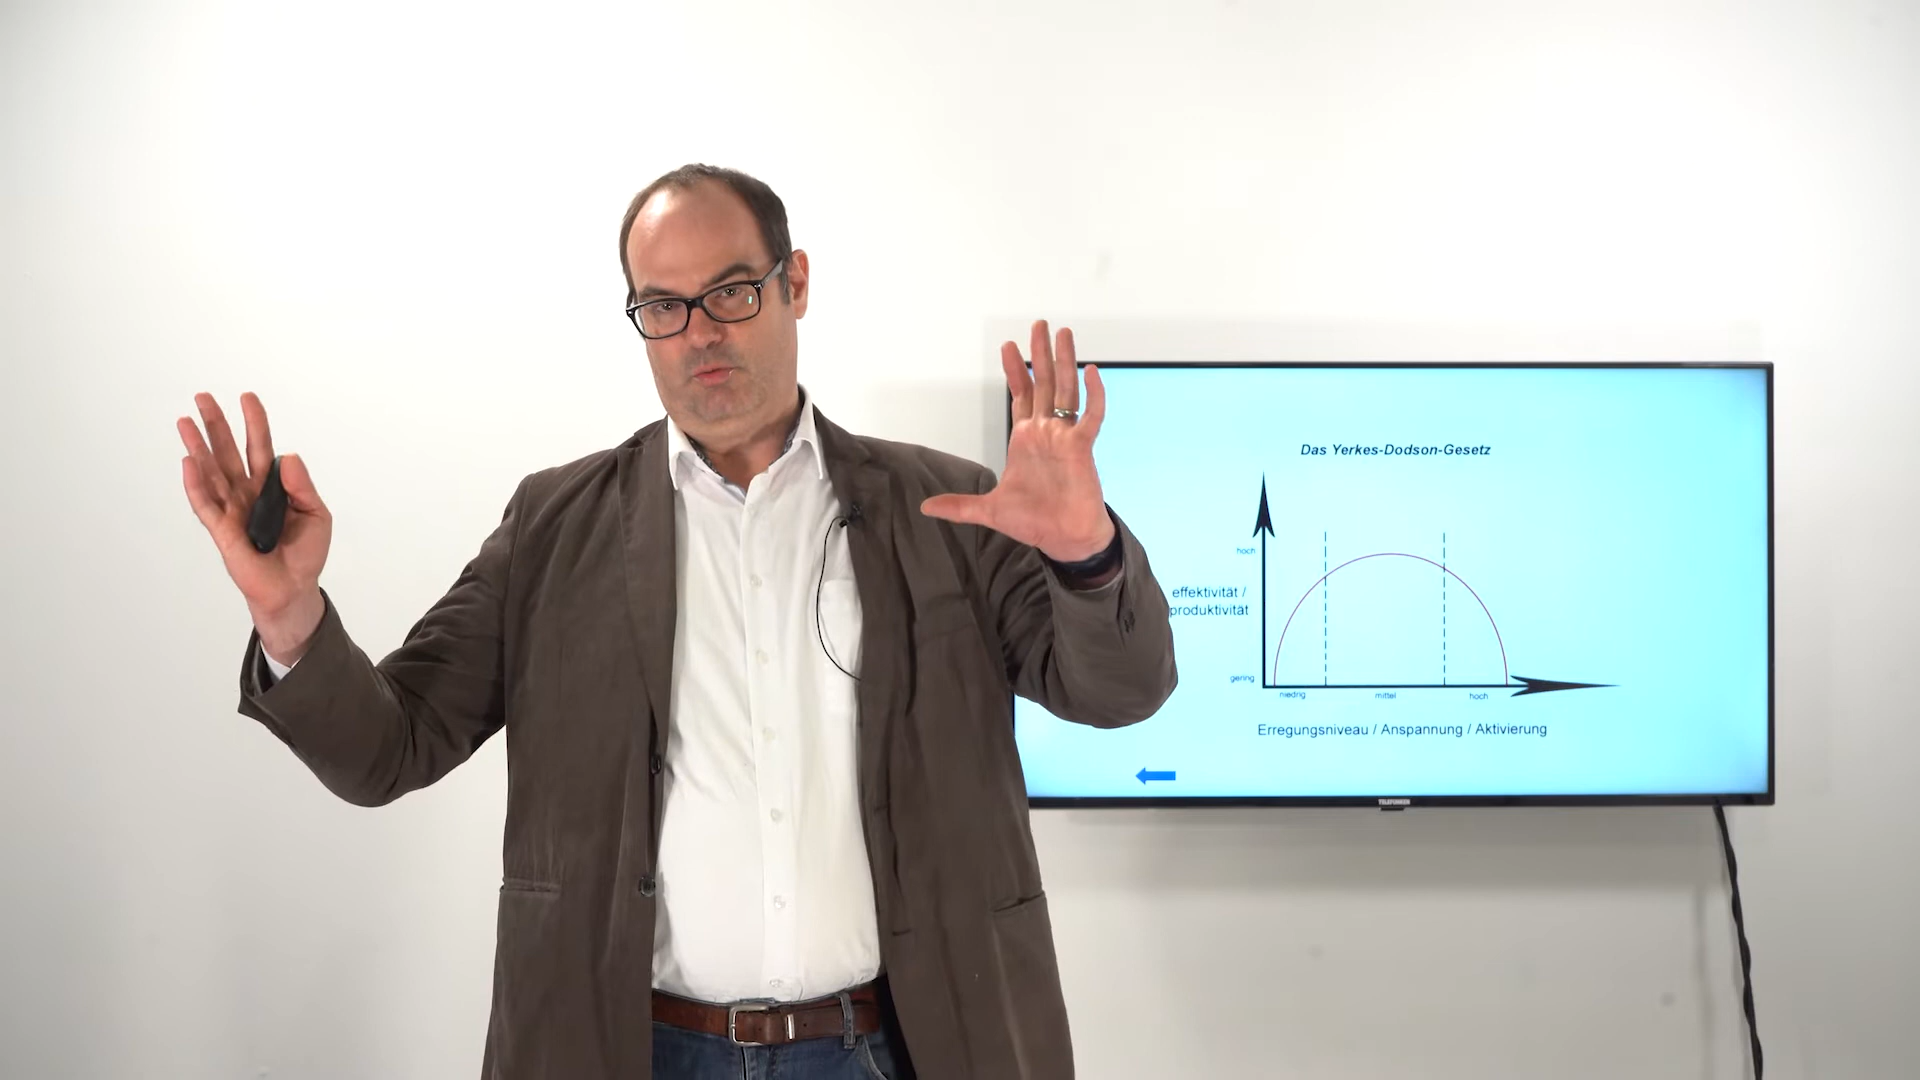 Das Yerkes-Dodson-Gesetz
hoch
effektivität /
produktivität
gering
niedrig
mittel
hoch
Erregungsniveau / Anspannung / Aktivierung
TELEFUNKEN